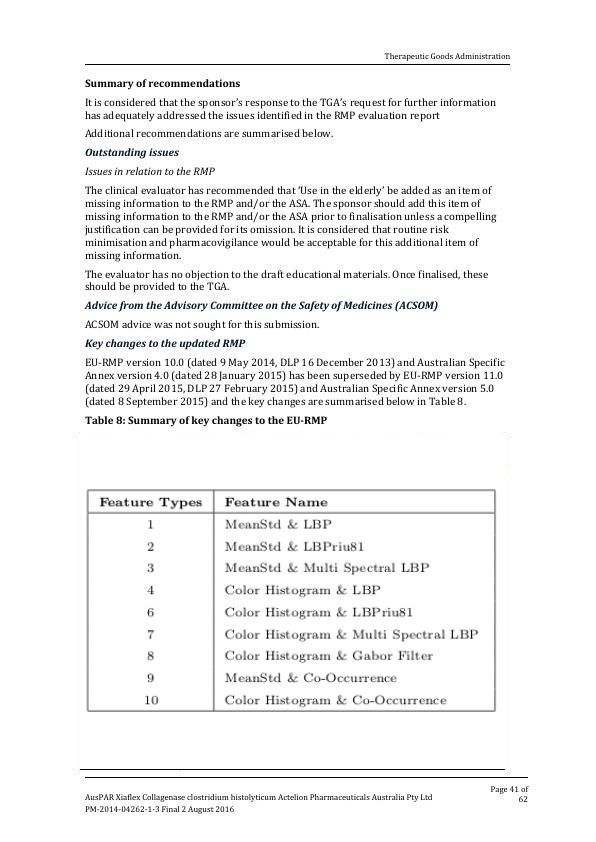 Therapeutic Goods Administration
Summary of recommendations
It is considered that the sponsor's response to the TGA's request for further information
has adequately addressed the issues identified in the RMP evaluation report
Additional recommendations are summarised below.
Outstanding issues
Issues in relation to the RMP
The clinical evaluator has recommended that 'Use in the elderly' be added as an item of
missing information to the RMP and/or the ASA. The sponsor should add this item of
missing information to the RMP and/or the ASA prior to finalisation unless a compelling
justification can be provided for its omission. It is considered that routine risk
minimisation and pharmacovigilance would be acceptable for this additional item of
missing information.
The evaluator has no objection to the draft educational materials. Once finalised, these
should be provided to the TGA.
Advice from the Advisory Committee on the Safety of Medicines (ACSOM)
ACSOM advice was not sought for this submission.
Key changes to the updated RMP
EU-RMP version 10.0 (dated 9 May 2014, DLP 16 December 2013) and Australian Specific
Annex version 4.0 (dated 28 January 2015) has been superseded by EU-RMP version 11.0
(dated 29 April 2015, DLP 27 February 2015) and Australian Specific Annex version 5.0
(dated 8 September 2015) and the key changes are summarised below in Table 8.
Table 8: Summary of key changes to the EU-RMP
Feature Types Feature Name
1 MeanStd & LBP
2 MeanStd & LBPriu81
3 MeanStd & Multi Spectral LBP
4 Color Histogram & LBP
6 Color Histogram & LBPriu81
7 Color Histogram & Multi Spectral LBP
8 Color Histogram & Gabor Filter
9 MeanStd & Co-Occurrence
10 Color Histogram & Co-Occurrence
AusPAR Xiaflex Collagenase clostridium histolyticum Actelion Pharmaceuticals Australia Pty Ltd
PM-2014-04262-1-3 Final 2 August 2016
Page 41 of
62